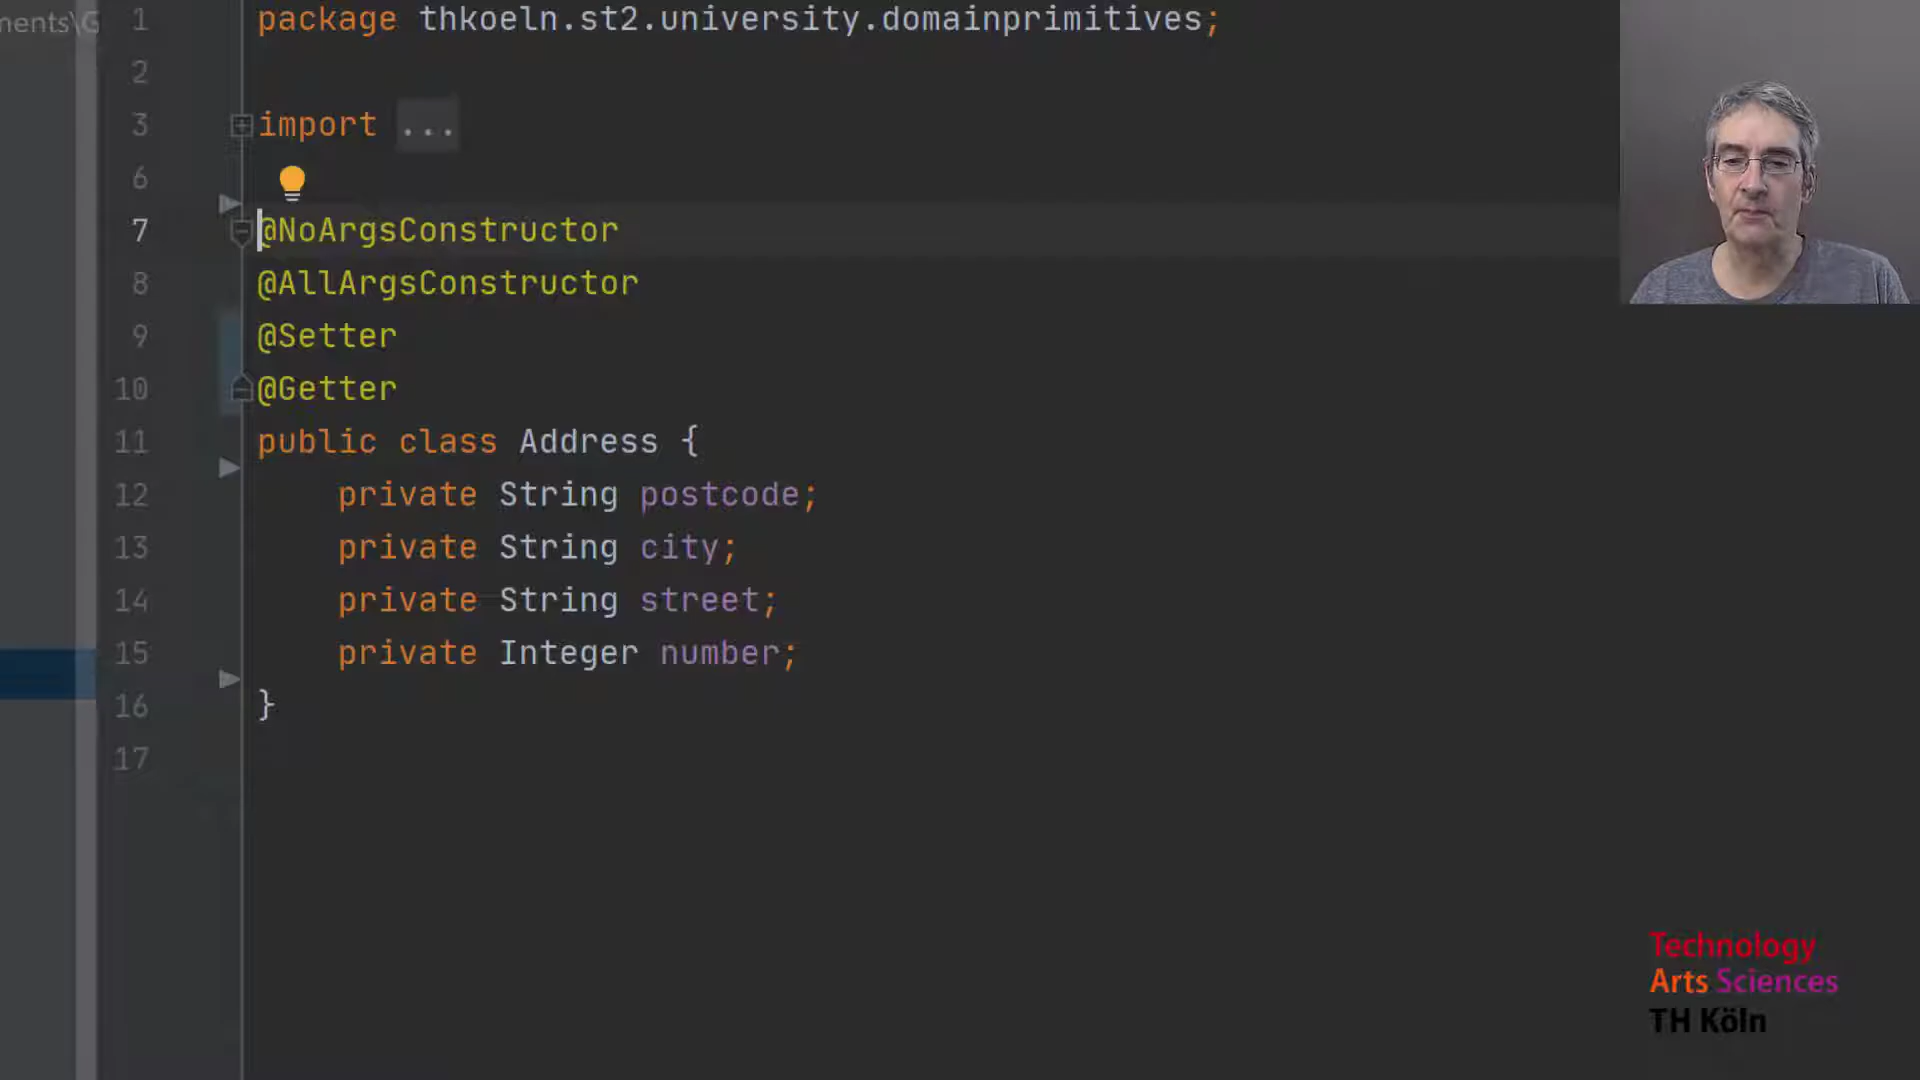 ments\G
1 package thkoeln.st2.university.domainprimitives;
2
3 import ...
6
7 @NoArgsConstructor
8 @AllArgsConstructor
9 @Setter
10 @Getter
11 public class Address {
12 private String postcode;
13 private String city;
14 private String street;
15 private Integer number;
16 }
17
Technology
Arts Sciences
TH Köln